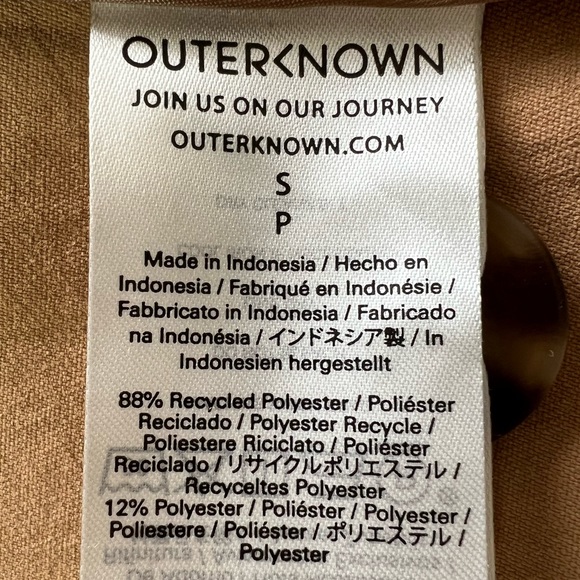 OUTERKNOWN
JOIN US ON OUR JOURNEY
OUTERKNOWN.COM
S
P
Made in Indonesia / Hecho en
Indonesia / Fabriqué en Indonésie /
Fabbricato in Indonesia / Fabricado
na Indonésia / インドネシア製 / In
Indonesien hergestellt
88% Recycled Polyester / Poliéster
Reciclado / Polyester Recycle /
Poliestere Riciclato / Poliéster
Reciclado / リサイクルポリエステル /
Recyceltes Polyester
12% Polyester / Poliéster / Polyester /
Poliestere / Poliéster / ポリエステル /
Polyester